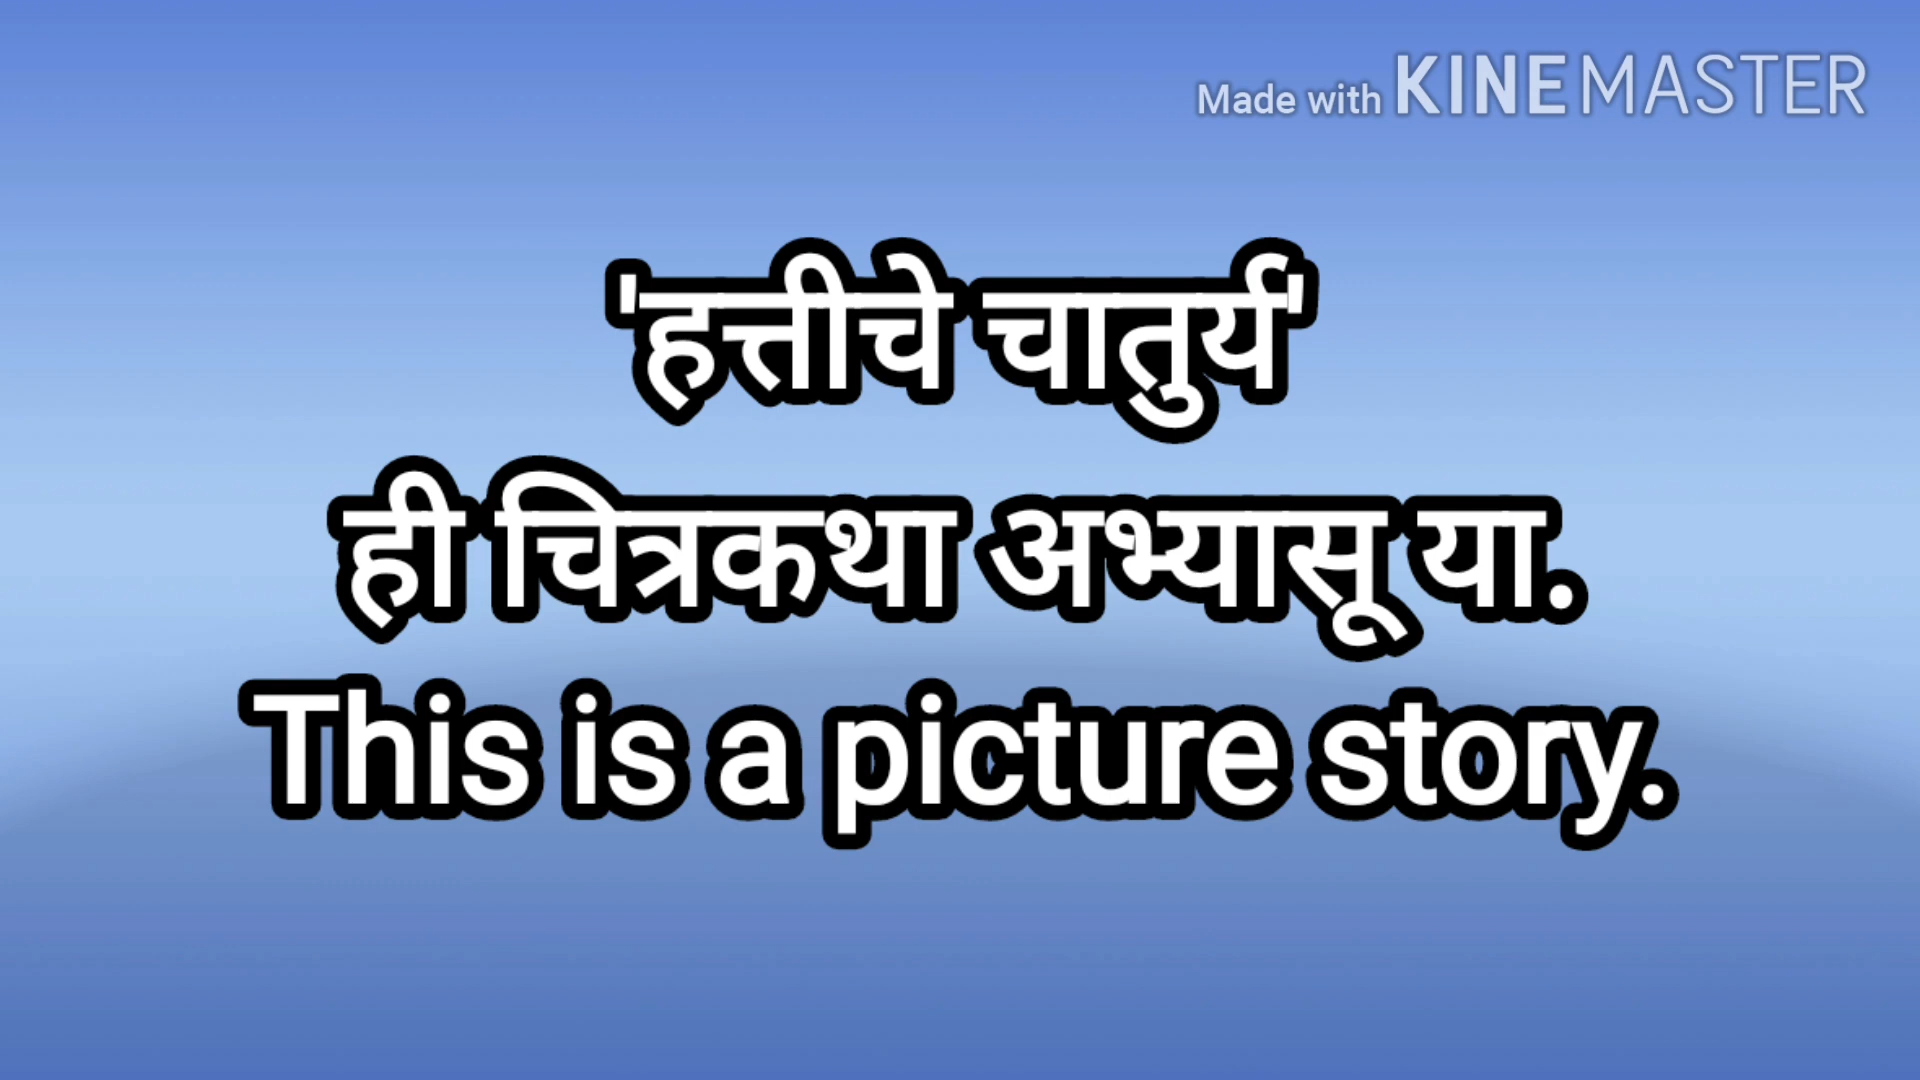 Made with KINEMASTER
'हत्तीचे चातुर्य'
ही चित्रकथा अभ्यासू या.
This is a picture story.